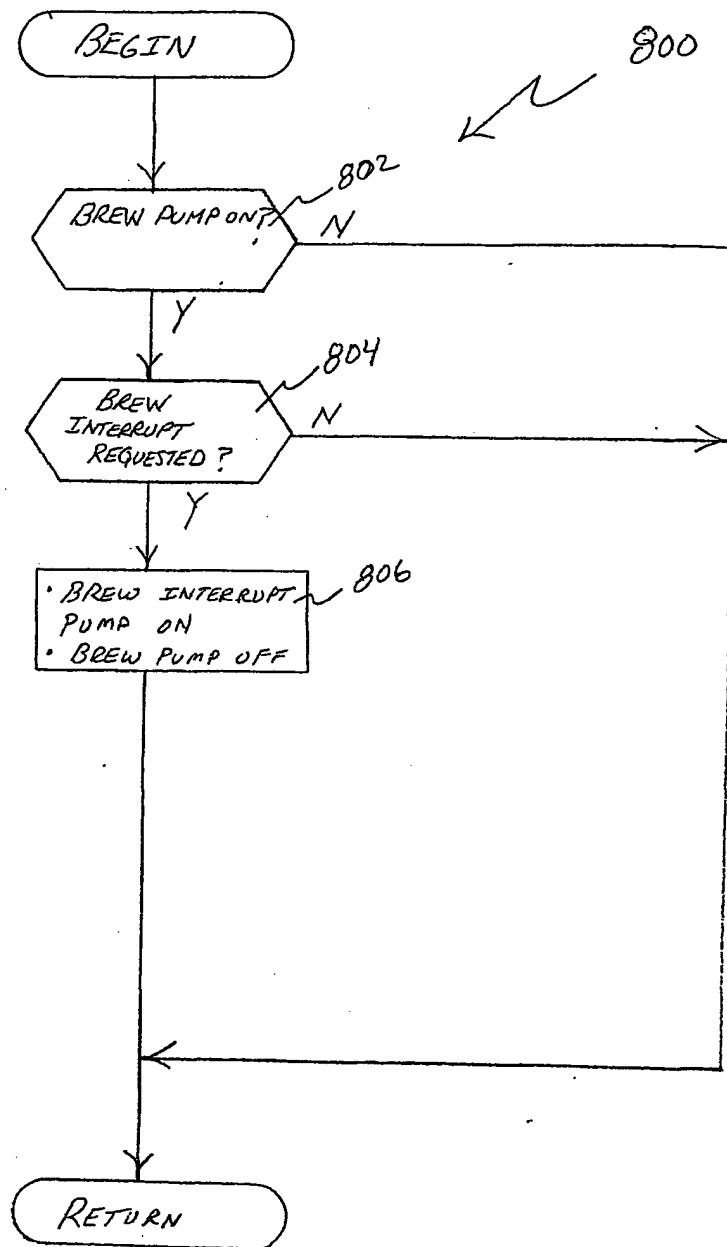 BEGIN
800
802
BREW PUMP ON?
N
Y
804
BREW
INTERRUPT
REQUESTED?
N
Y
806
• BREW INTERRUPT
PUMP ON
• BREW PUMP OFF
RETURN